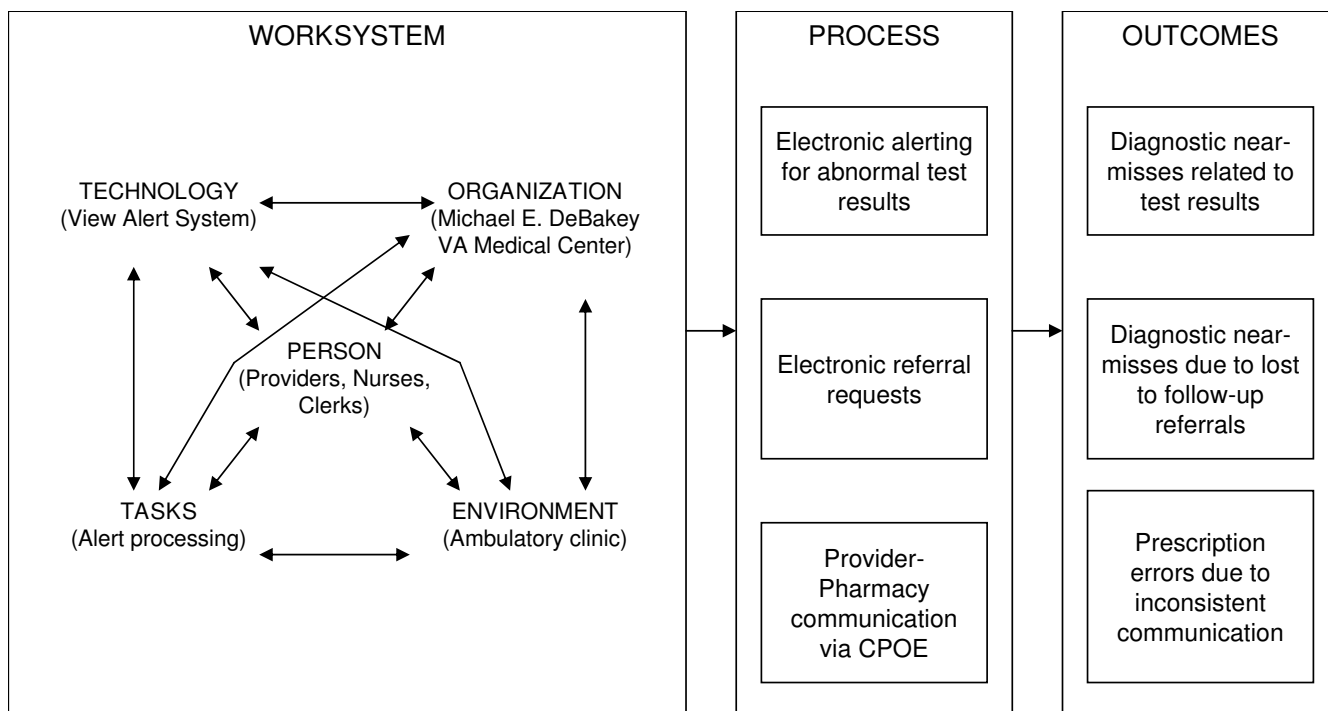 WORKSYSTEM
TECHNOLOGY
(View Alert System)
ORGANIZATION
(Michael E. DeBakey
VA Medical Center)
PERSON
(Providers, Nurses,
Clerks)
TASKS
(Alert processing)
ENVIRONMENT
(Ambulatory clinic)
PROCESS
Electronic alerting
for abnormal test
results
Electronic referral
requests
Provider-
Pharmacy
communication
via CPOE
OUTCOMES
Diagnostic near-
misses related to
test results
Diagnostic near-
misses due to lost
to follow-up
referrals
Prescription
errors due to
inconsistent
communication